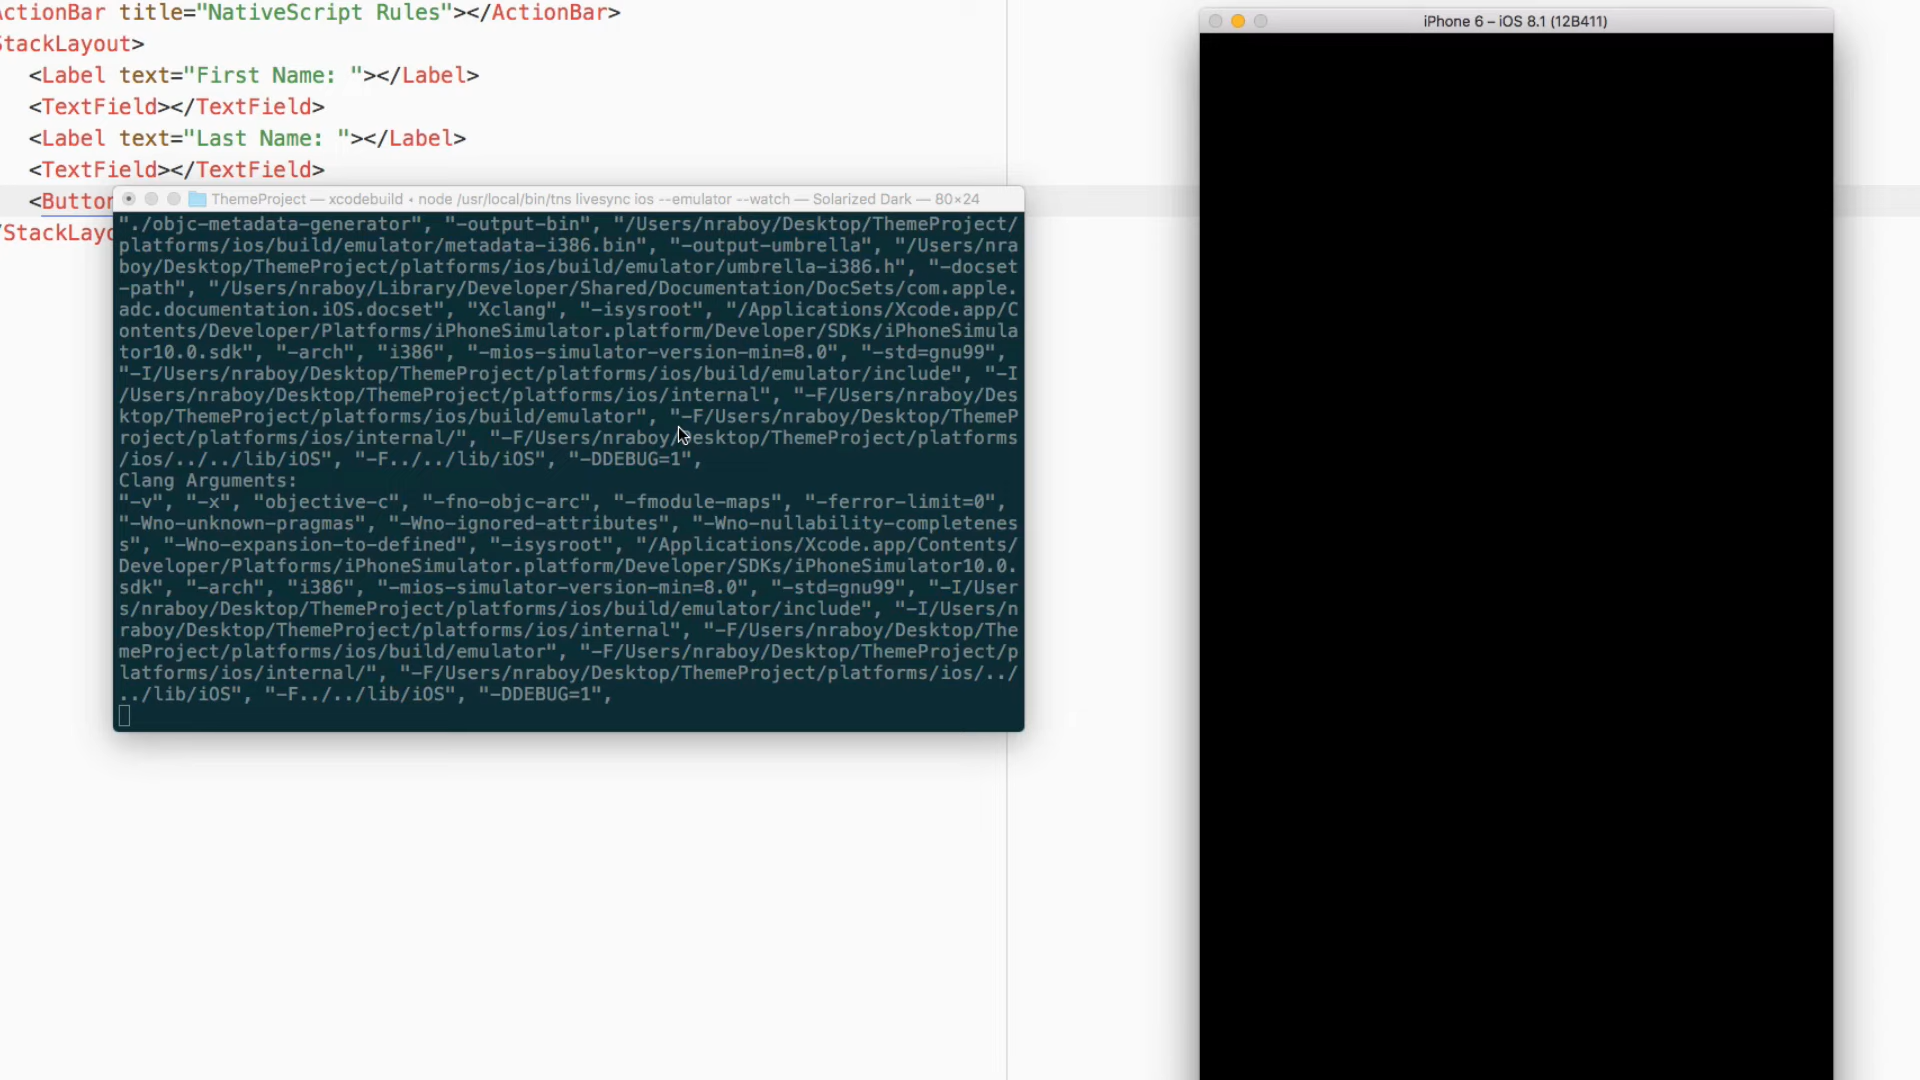 ctionBar title="NativeScript Rules"></ActionBar>
StackLayout>
<Label text="First Name: "></Label>
<TextField></TextField>
<Label text="Last Name: "></Label>
<TextField></TextField>
<Button
/StackLayo
ThemeProject — xcodebuild • node /usr/local/bin/tns livesync ios --emulator --watch — Solarized Dark — 80×24
"./objc-metadata-generator", "-output-bin", "/Users/nraboy/Desktop/ThemeProject/
platforms/ios/build/emulator/metadata-i386.bin", "-output-umbrella", "/Users/nra
boy/Desktop/ThemeProject/platforms/ios/build/emulator/umbrella-i386.h", "-docset
-path", "/Users/nraboy/Library/Developer/Shared/Documentation/DocSets/com.apple.
adc.documentation.iOS.docset", "Xclang", "-isysroot", "/Applications/Xcode.app/C
ontents/Developer/Platforms/iPhoneSimulator.platform/Developer/SDKs/iPhoneSimula
tor10.0.sdk", "-arch", "i386", "-mios-simulator-version-min=8.0", "-std=gnu99",
"-I/Users/nraboy/Desktop/ThemeProject/platforms/ios/build/emulator/include", "-I
/Users/nraboy/Desktop/ThemeProject/platforms/ios/internal", "-F/Users/nraboy/Des
ktop/ThemeProject/platforms/ios/build/emulator", "-F/Users/nraboy/Desktop/ThemeP
roject/platforms/ios/internal/", "-F/Users/nraboy/Desktop/ThemeProject/platforms
/ios/../../lib/iOS", "-F../../lib/iOS", "-DDEBUG=1",
Clang Arguments:
"-v", "-x", "objective-c", "-fno-objc-arc", "-fmodule-maps", "-ferror-limit=0",
"-Wno-unknown-pragmas", "-Wno-ignored-attributes", "-Wno-nullability-completenes
s", "-Wno-expansion-to-defined", "-isysroot", "/Applications/Xcode.app/Contents/
Developer/Platforms/iPhoneSimulator.platform/Developer/SDKs/iPhoneSimulator10.0.
sdk", "-arch", "i386", "-mios-simulator-version-min=8.0", "-std=gnu99", "-I/User
s/nraboy/Desktop/ThemeProject/platforms/ios/build/emulator/include", "-I/Users/n
raboy/Desktop/ThemeProject/platforms/ios/internal", "-F/Users/nraboy/Desktop/The
meProject/platforms/ios/build/emulator", "-F/Users/nraboy/Desktop/ThemeProject/p
latforms/ios/internal/", "-F/Users/nraboy/Desktop/ThemeProject/platforms/ios/../
../lib/iOS", "-F../../lib/iOS", "-DDEBUG=1",
iPhone 6 – iOS 8.1 (12B411)